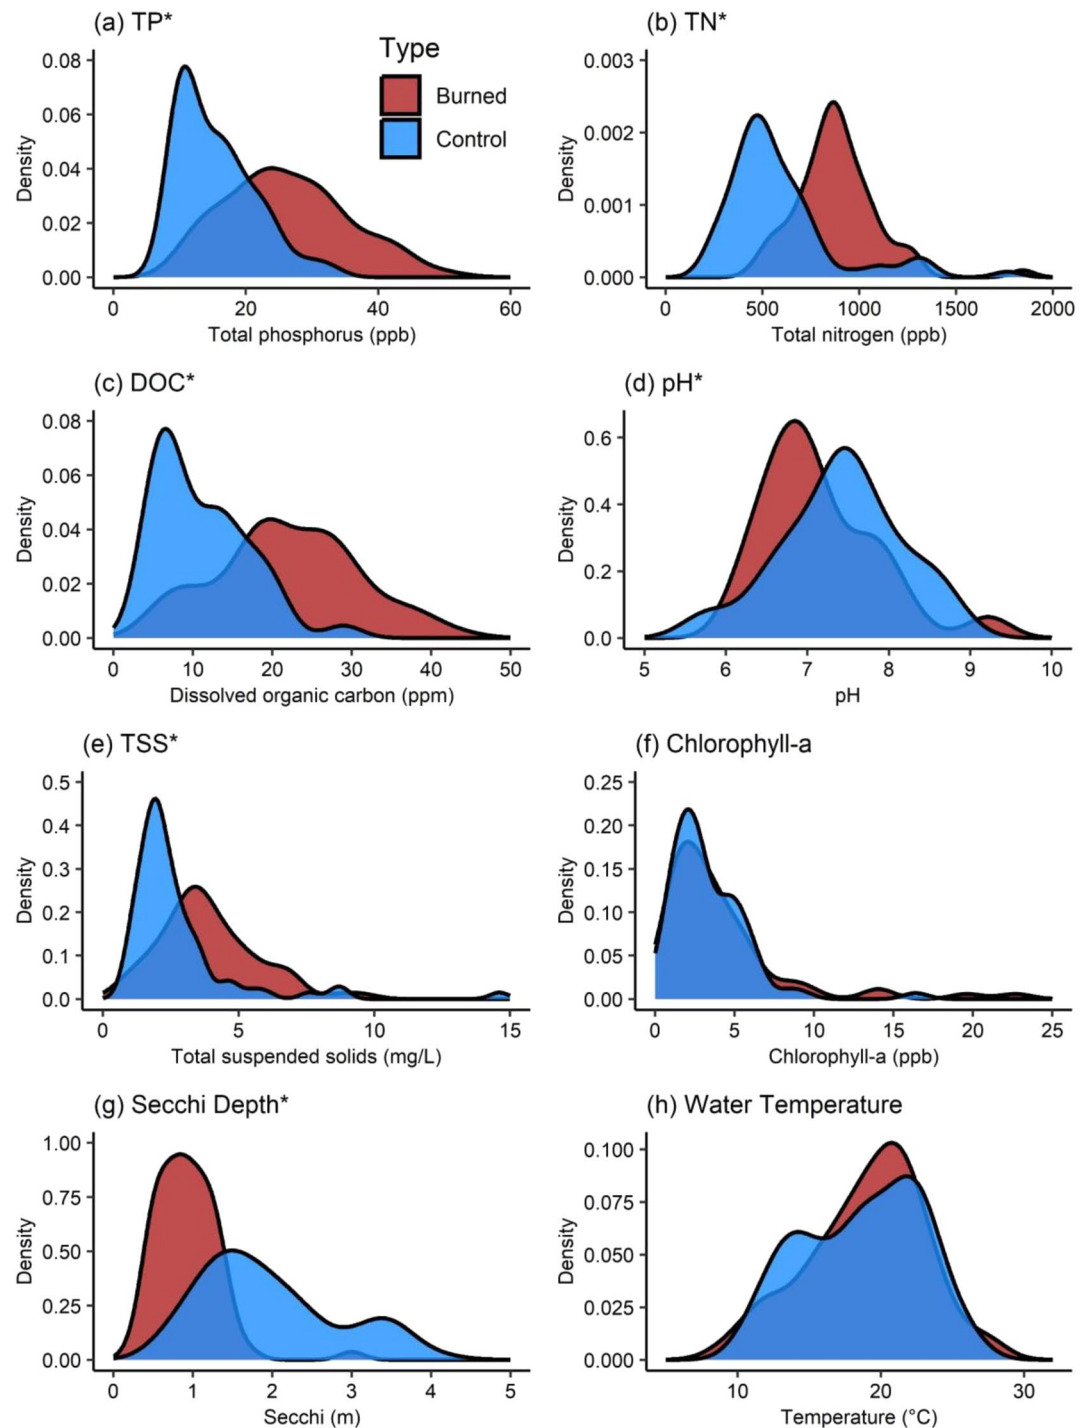 (a) TP*
(b) TN*
Type
Burned
Control
Density
0.08
0.06
0.04
0.02
0.00
0
20
40
60
Total phosphorus (ppb)
Density
0.003
0.002
0.001
0.000
0
500
1000
1500
2000
Total nitrogen (ppb)
(c) DOC*
Density
0.08
0.06
0.04
0.02
0.00
0
10
20
30
40
50
Dissolved organic carbon (ppm)
(d) pH*
Density
0.6
0.4
0.2
0.0
5
6
7
8
9
10
pH
(e) TSS*
Density
0.5
0.4
0.3
0.2
0.1
0.0
0
5
10
15
Total suspended solids (mg/L)
(f) Chlorophyll-a
Density
0.25
0.20
0.15
0.10
0.05
0.00
0
5
10
15
20
25
Chlorophyll-a (ppb)
(g) Secchi Depth*
Density
1.00
0.75
0.50
0.25
0.00
0
1
2
3
4
5
Secchi (m)
(h) Water Temperature
Density
0.100
0.075
0.050
0.025
0.000
10
20
30
Temperature (°C)